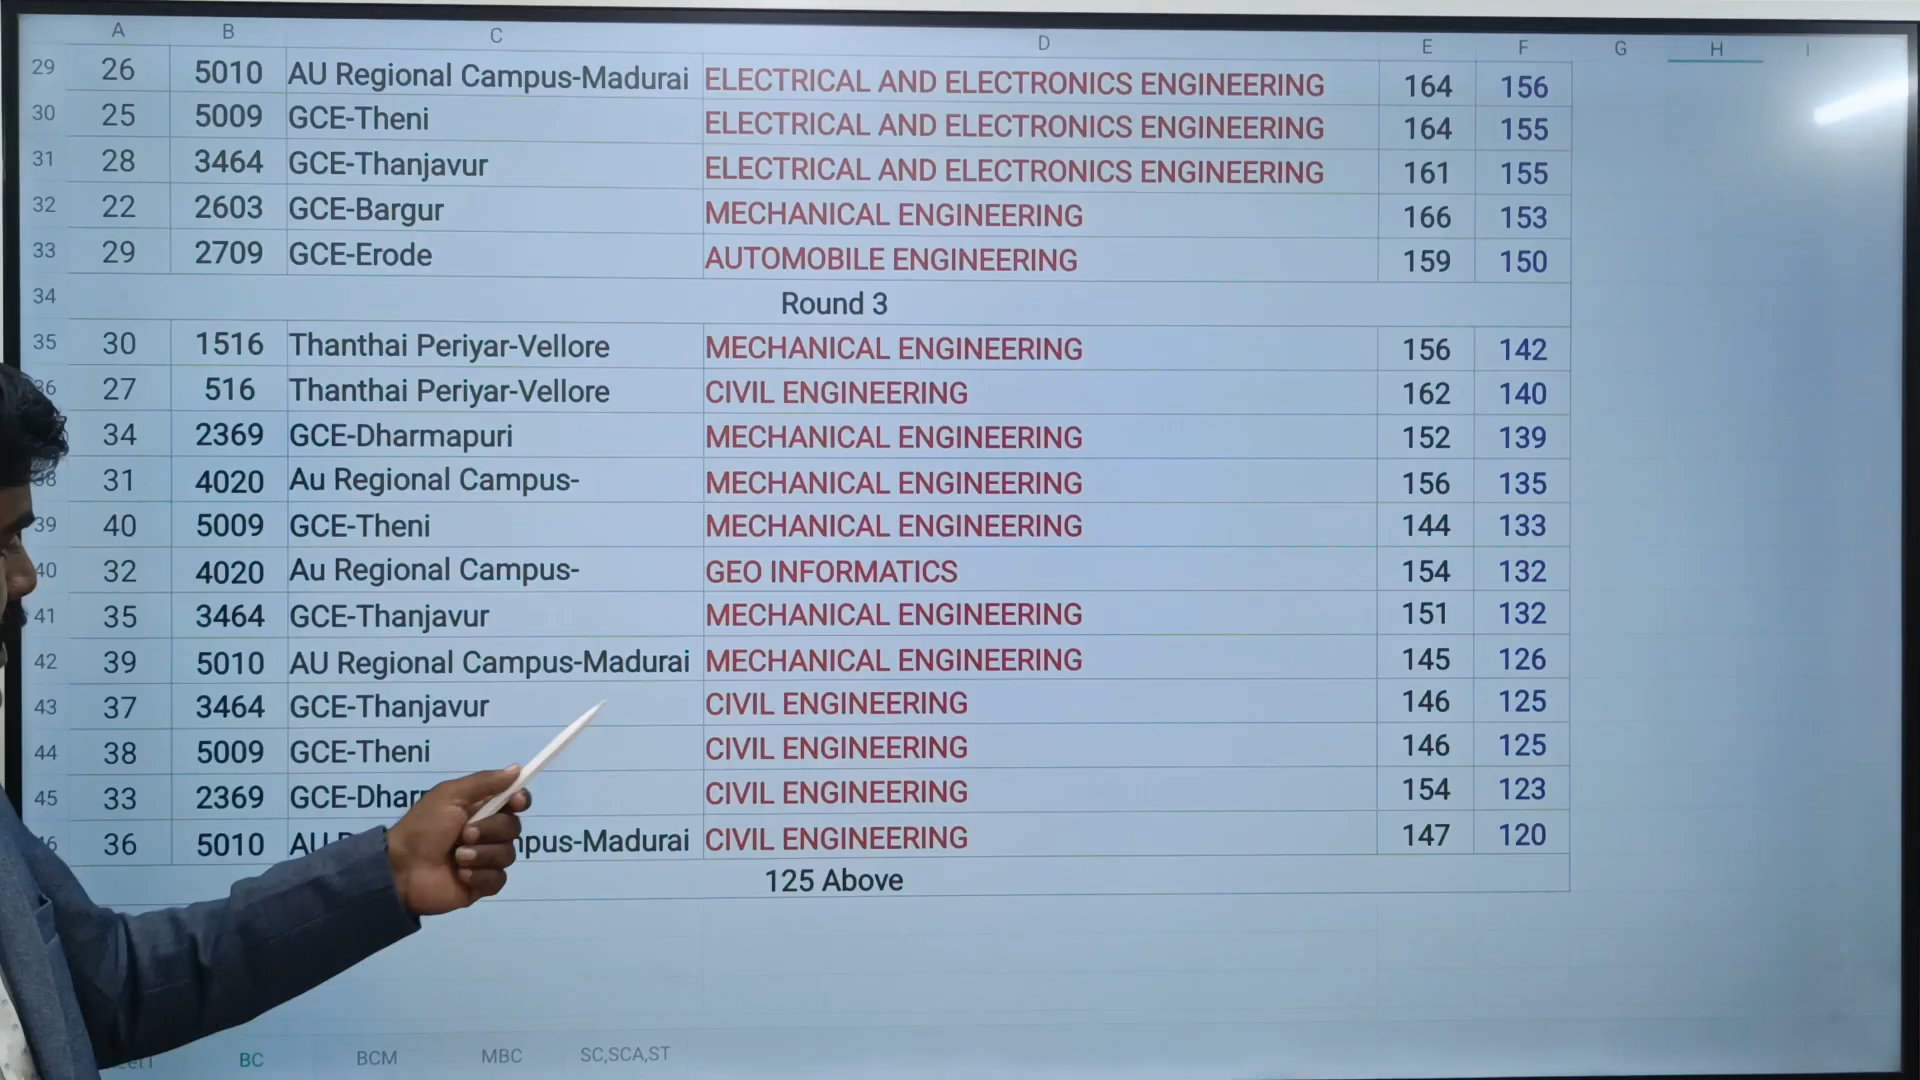 A B C D E F G H I
29 26 5010 AU Regional Campus-Madurai ELECTRICAL AND ELECTRONICS ENGINEERING 164 156
30 25 5009 GCE-Theni ELECTRICAL AND ELECTRONICS ENGINEERING 164 155
31 28 3464 GCE-Thanjavur ELECTRICAL AND ELECTRONICS ENGINEERING 161 155
32 22 2603 GCE-Bargur MECHANICAL ENGINEERING 166 153
33 29 2709 GCE-Erode AUTOMOBILE ENGINEERING 159 150
34 Round 3
35 30 1516 Thanthai Periyar-Vellore MECHANICAL ENGINEERING 156 142
36 27 516 Thanthai Periyar-Vellore CIVIL ENGINEERING 162 140
34 2369 GCE-Dharmapuri MECHANICAL ENGINEERING 152 139
38 31 4020 Au Regional Campus- MECHANICAL ENGINEERING 156 135
39 40 5009 GCE-Theni MECHANICAL ENGINEERING 144 133
40 32 4020 Au Regional Campus- GEO INFORMATICS 154 132
41 35 3464 GCE-Thanjavur MECHANICAL ENGINEERING 151 132
42 39 5010 AU Regional Campus-Madurai MECHANICAL ENGINEERING 145 126
43 37 3464 GCE-Thanjavur CIVIL ENGINEERING 146 125
44 38 5009 GCE-Theni CIVIL ENGINEERING 146 125
45 33 2369 GCE-Dhar CIVIL ENGINEERING 154 123
36 5010 AU mpus-Madurai CIVIL ENGINEERING 147 120
125 Above
BC BCM MBC SC,SCA,ST